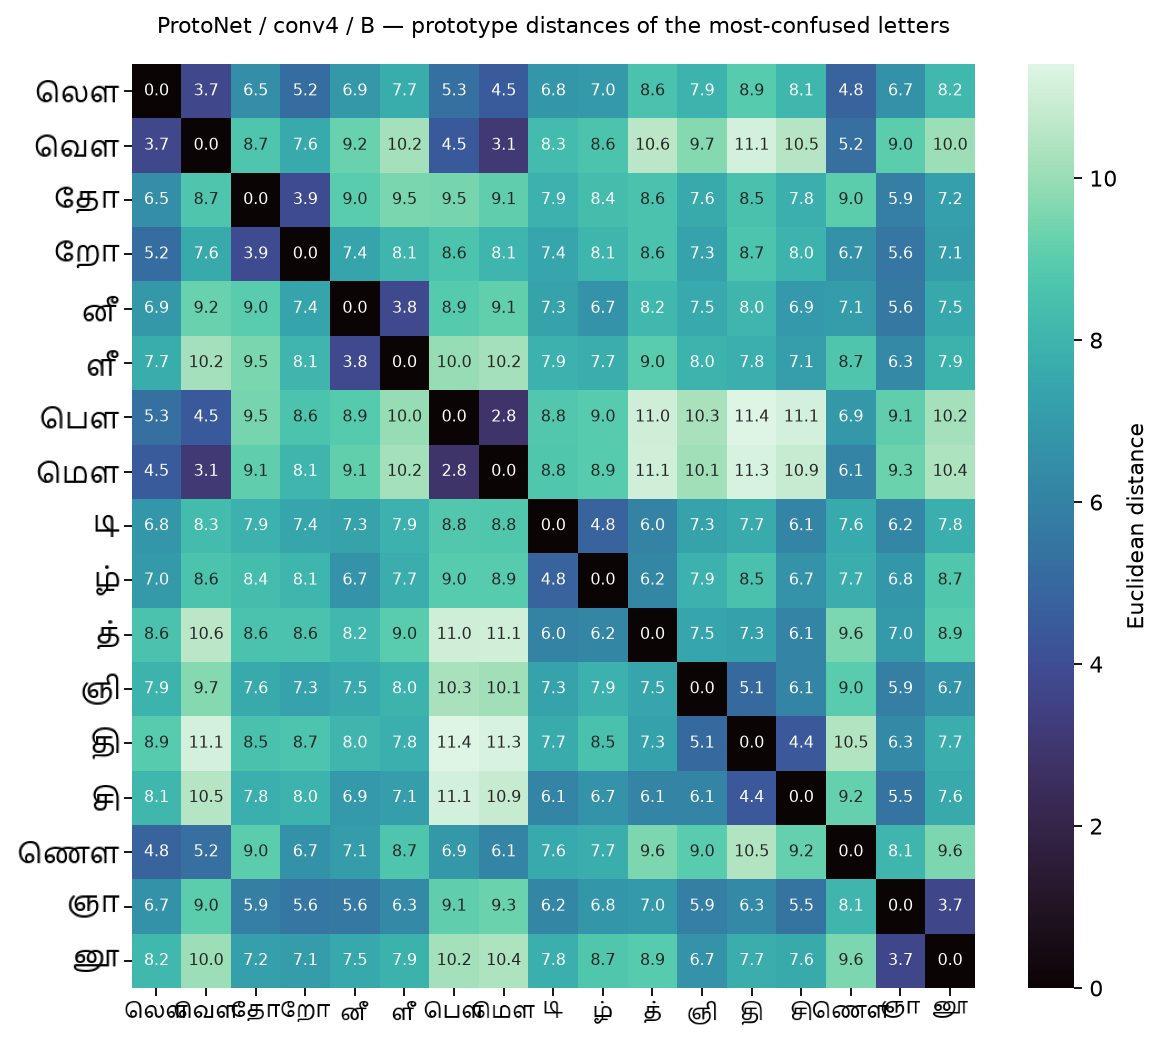 ProtoNet / conv4 / B — prototype distances of the most-confused letters
லௌ 0.0 3.7 6.5 5.2 6.9 7.7 5.3 4.5 6.8 7.0 8.6 7.9 8.9 8.1 4.8 6.7 8.2
வௌ 3.7 0.0 8.7 7.6 9.2 10.2 4.5 3.1 8.3 8.6 10.6 9.7 11.1 10.5 5.2 9.0 10.0
தோ 6.5 8.7 0.0 3.9 9.0 9.5 9.5 9.1 7.9 8.4 8.6 7.6 8.5 7.8 9.0 5.9 7.2
றோ 5.2 7.6 3.9 0.0 7.4 8.1 8.6 8.1 7.4 8.1 8.6 7.3 8.7 8.0 6.7 5.6 7.1
னீ 6.9 9.2 9.0 7.4 0.0 3.8 8.9 9.1 7.3 6.7 8.2 7.5 8.0 6.9 7.1 5.6 7.5
ளீ 7.7 10.2 9.5 8.1 3.8 0.0 10.0 10.2 7.9 7.7 9.0 8.0 7.8 7.1 8.7 6.3 7.9
பௌ 5.3 4.5 9.5 8.6 8.9 10.0 0.0 2.8 8.8 9.0 11.0 10.3 11.4 11.1 6.9 9.1 10.2
மௌ 4.5 3.1 9.1 8.1 9.1 10.2 2.8 0.0 8.8 8.9 11.1 10.1 11.3 10.9 6.1 9.3 10.4
டி 6.8 8.3 7.9 7.4 7.3 7.9 8.8 8.8 0.0 4.8 6.0 7.3 7.7 6.1 7.6 6.2 7.8
ழ் 7.0 8.6 8.4 8.1 6.7 7.7 9.0 8.9 4.8 0.0 6.2 7.9 8.5 6.7 7.7 6.8 8.7
த் 8.6 10.6 8.6 8.6 8.2 9.0 11.0 11.1 6.0 6.2 0.0 7.5 7.3 6.1 9.6 7.0 8.9
ஞி 7.9 9.7 7.6 7.3 7.5 8.0 10.3 10.1 7.3 7.9 7.5 0.0 5.1 6.1 9.0 5.9 6.7
தி 8.9 11.1 8.5 8.7 8.0 7.8 11.4 11.3 7.7 8.5 7.3 5.1 0.0 4.4 10.5 6.3 7.7
சி 8.1 10.5 7.8 8.0 6.9 7.1 11.1 10.9 6.1 6.7 6.1 6.1 4.4 0.0 9.2 5.5 7.6
ணௌ 4.8 5.2 9.0 6.7 7.1 8.7 6.9 6.1 7.6 7.7 9.6 9.0 10.5 9.2 0.0 8.1 9.6
ஞா 6.7 9.0 5.9 5.6 5.6 6.3 9.1 9.3 6.2 6.8 7.0 5.9 6.3 5.5 8.1 0.0 3.7
னூ 8.2 10.0 7.2 7.1 7.5 7.9 10.2 10.4 7.8 8.7 8.9 6.7 7.7 7.6 9.6 3.7 0.0
லௌ வௌ தோ றோ னீ ளீ பௌ மௌ டி ழ் த் ஞி தி சி ணௌ ஞா னூ
10
8
6
4
2
0
Euclidean distance